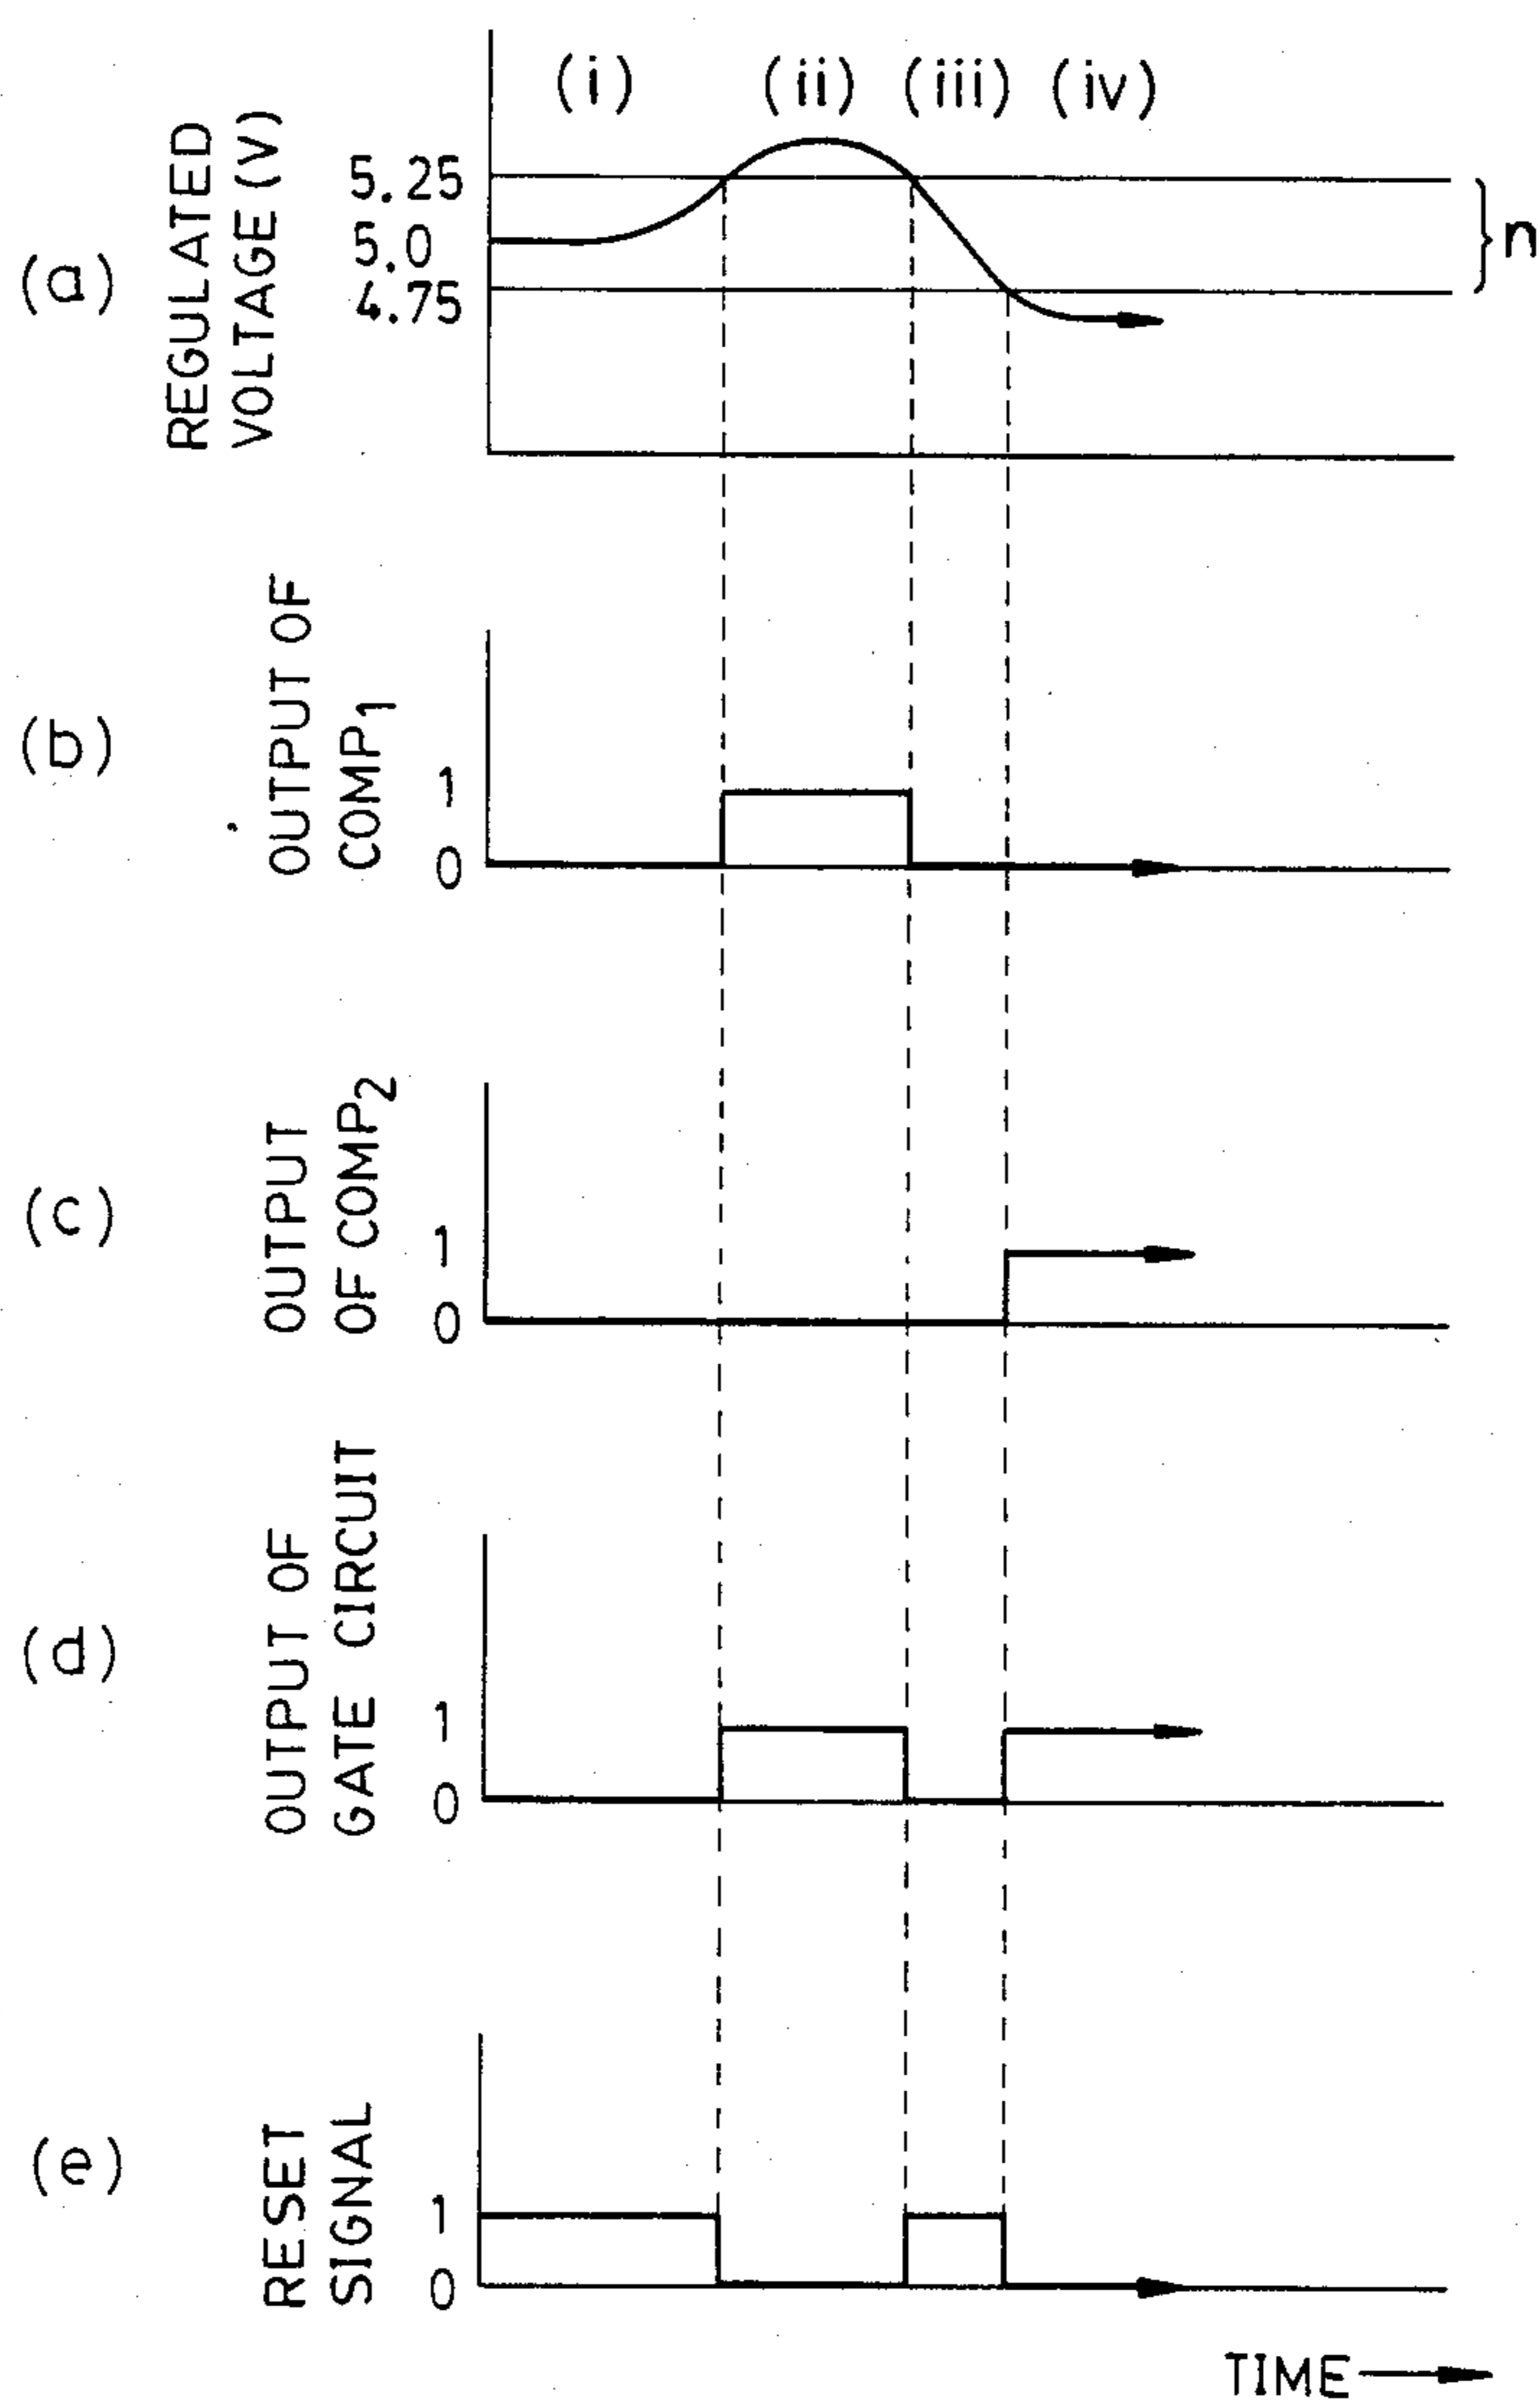 (i) (ii) (iii) (iv)
(a)
REGULATED
VOLTAGE (V)
5.25
5.0
4.75
n
(b)
OUTPUT OF
COMP1
1
0
(c)
OUTPUT
OF COMP2
1
0
(d)
OUTPUT OF
GATE CIRCUIT
1
0
(e)
RESET
SIGNAL
1
0
TIME